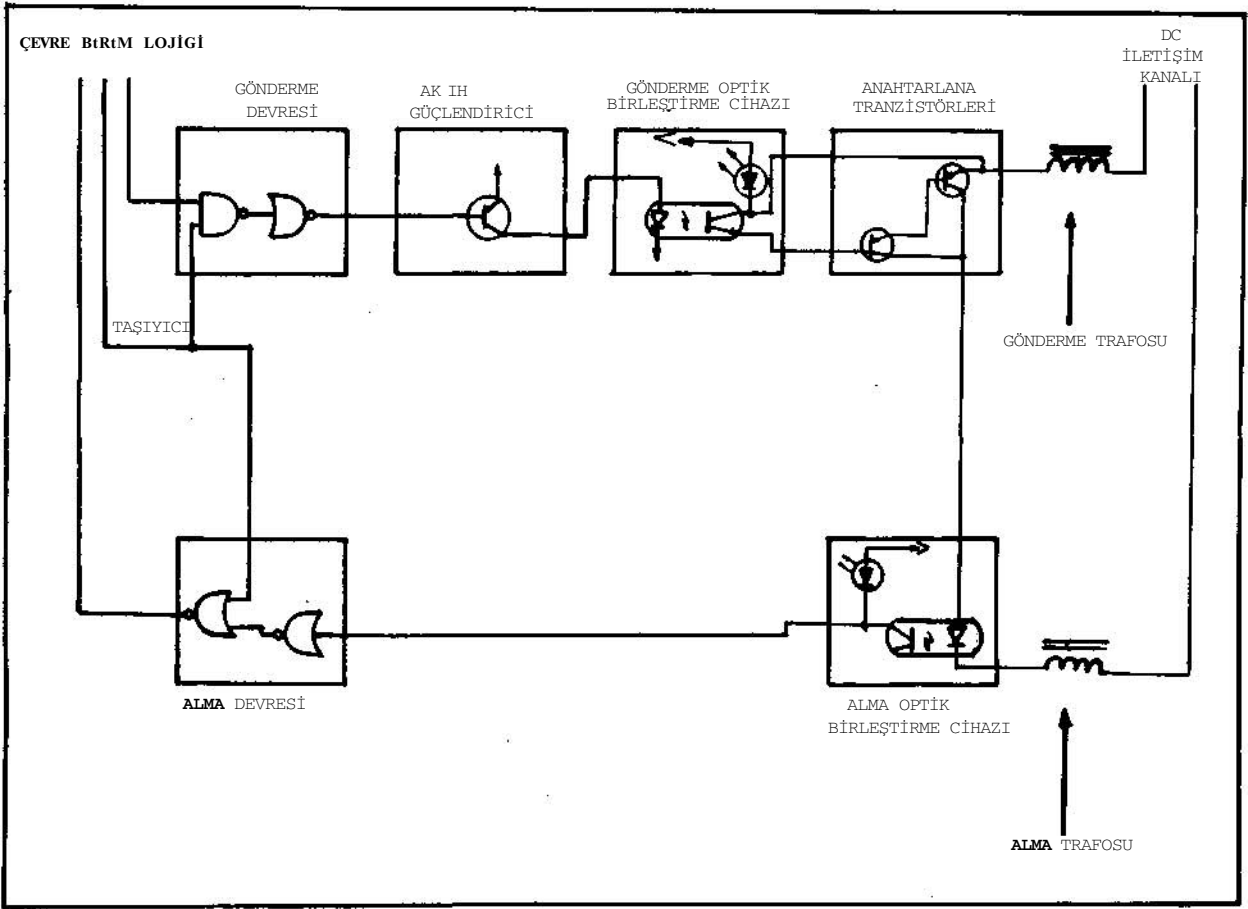 ÇEVRE BtRtM LOJİGİ
DC
İLETİŞİM
KANALI
GÖNDERME
DEVRESİ
AK IH
GÜÇLENDİRİCİ
GÖNDERME OPTİK
BİRLEŞTİRME CİHAZI
ANAHTARLANA
TRANZİSTÖRLERİ
TAŞIYICI
GÖNDERME TRAFOSU
ALMA DEVRESİ
ALMA OPTİK
BİRLEŞTİRME CİHAZI
ALMA TRAFOSU